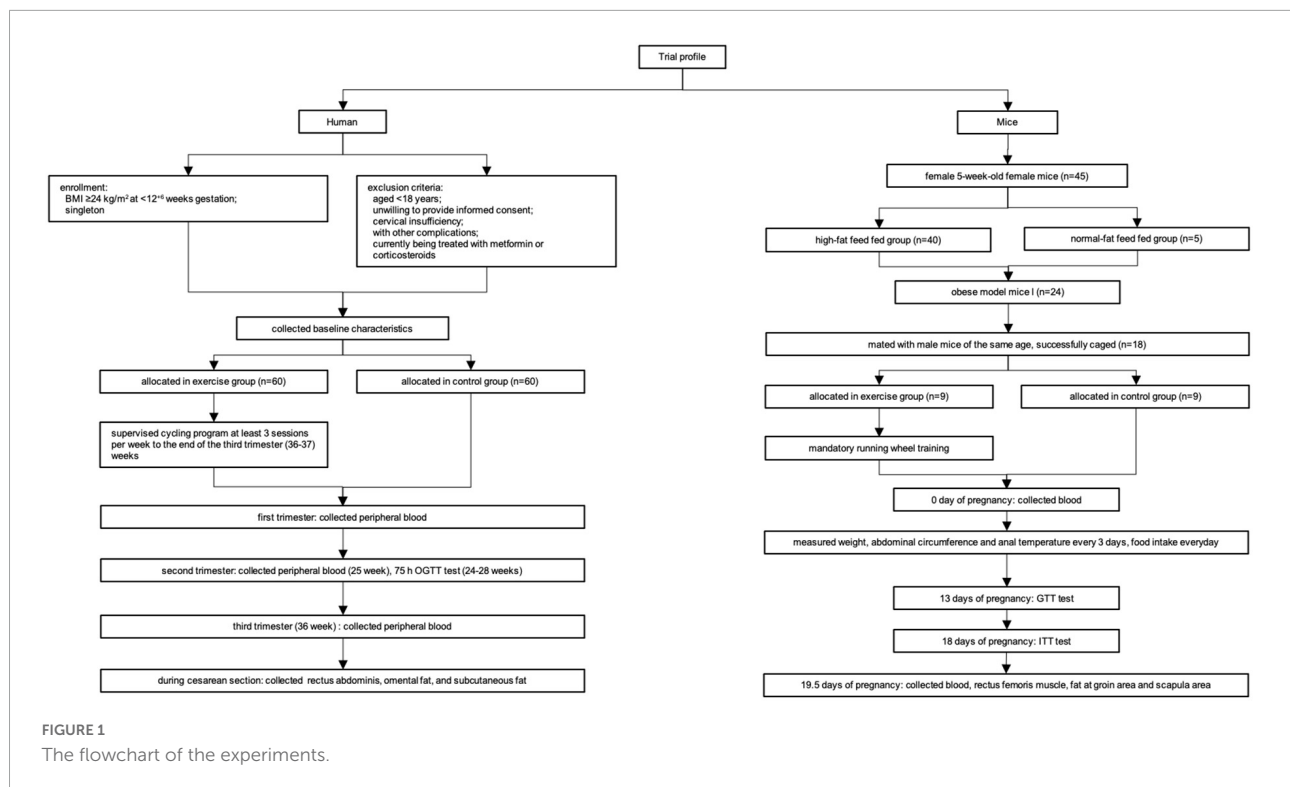 Trial profile
Human
enrollment:
BMI ≥24 kg/m² at <12⁺⁶ weeks gestation;
singleton
exclusion criteria:
aged <18 years;
unwilling to provide informed consent;
cervical insufficiency;
with other complications;
currently being treated with metformin or
corticosteroids
collected baseline characteristics
allocated in exercise group (n=60)
allocated in control group (n=60)
supervised cycling program at least 3 sessions
per week to the end of the third trimester (36-37)
weeks
first trimester: collected peripheral blood
second trimester: collected peripheral blood (25 week), 75 h OGTT test (24-28 weeks)
third trimester (36 week) : collected peripheral blood
during cesarean section: collected rectus abdominis, omental fat, and subcutaneous fat
Mice
female 5-week-old female mice (n=45)
high-fat feed fed group (n=40)
normal-fat feed fed group (n=5)
obese model mice l (n=24)
mated with male mice of the same age, successfully caged (n=18)
allocated in exercise group (n=9)
allocated in control group (n=9)
mandatory running wheel training
0 day of pregnancy: collected blood
measured weight, abdominal circumference and anal temperature every 3 days, food intake everyday
13 days of pregnancy: GTT test
18 days of pregnancy: ITT test
19.5 days of pregnancy: collected blood, rectus femoris muscle, fat at groin area and scapula area
FIGURE 1
The flowchart of the experiments.